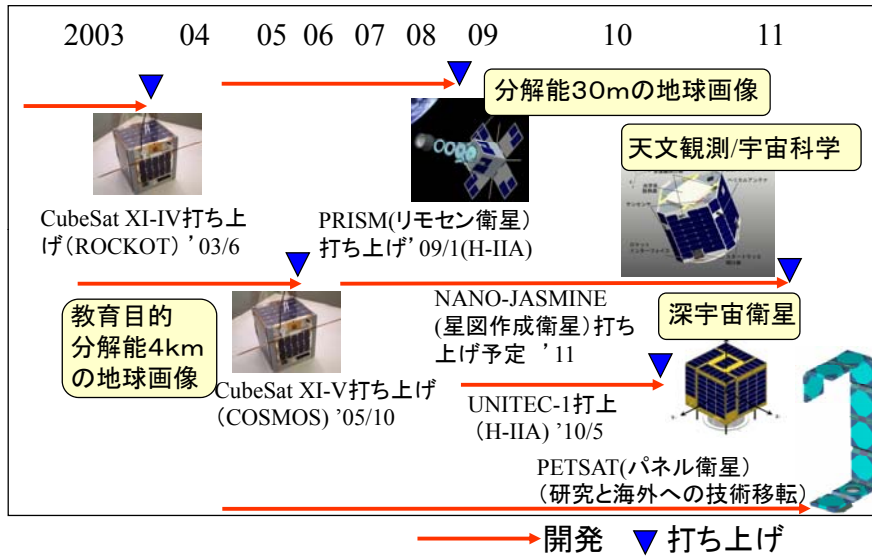 2003 04 05 06 07 08 09 10 11
分解能30mの地球画像
天文観測/宇宙科学
CubeSat XI-IV打ち上
げ(ROCKOT) ’03/6
PRISM(リモセン衛星)
打ち上げ’09/1(H-IIA)
教育目的
分解能4km
の地球画像
CubeSat XI-V打ち上げ
(COSMOS) ’05/10
NANO-JASMINE
(星図作成衛星)打ち
上げ予定 ’11
深宇宙衛星
UNITEC-1打上
(H-IIA) ’10/5
PETSAT(パネル衛星)
(研究と海外への技術移転)
開発 打ち上げ